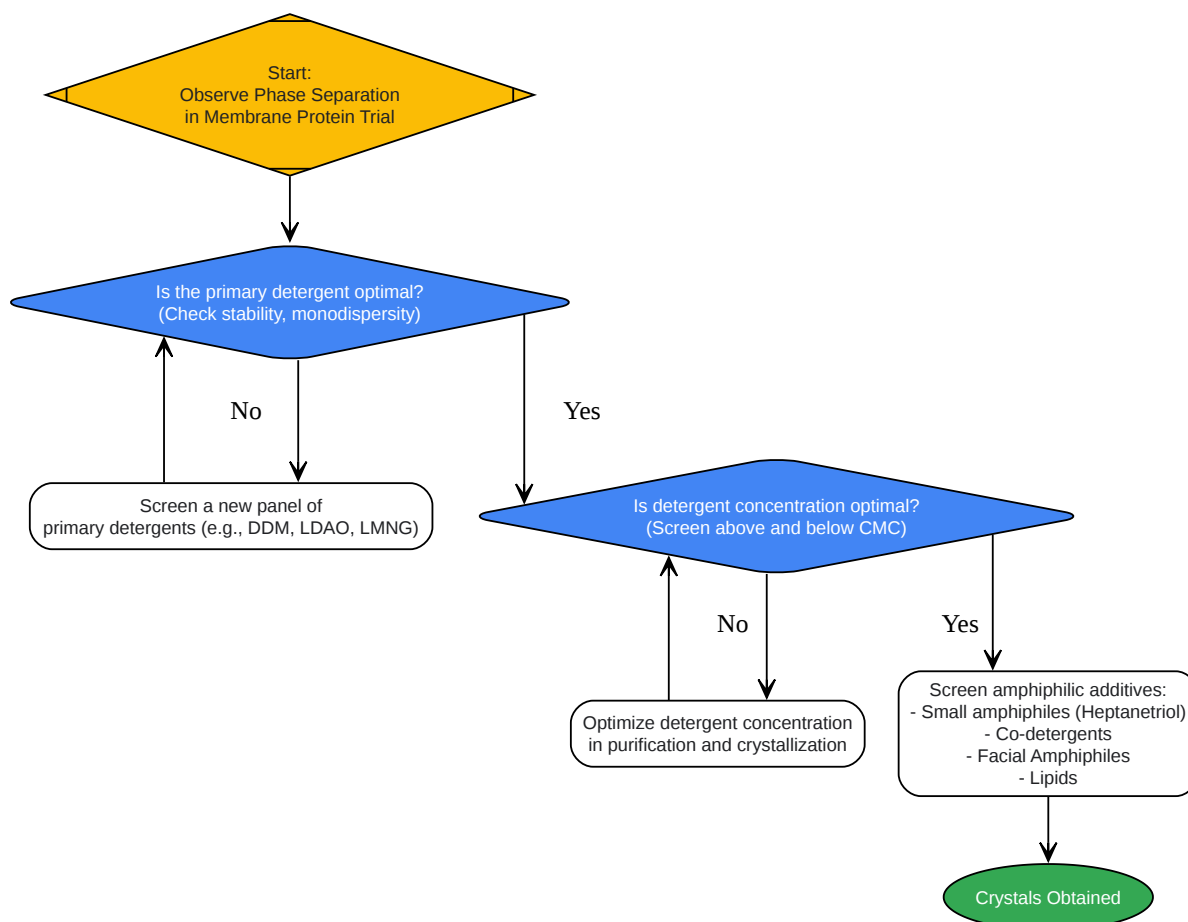 Start:
Observe Phase Separation
in Membrane Protein Trial
Is the primary detergent optimal?
(Check stability, monodispersity)
No
Yes
Screen a new panel of
primary detergents (e.g., DDM, LDAO, LMNG)
Is detergent concentration optimal?
(Screen above and below CMC)
No
Yes
Optimize detergent concentration
in purification and crystallization
Screen amphiphilic additives:
- Small amphiphiles (Heptanetriol)
- Co-detergents
- Facial Amphiphiles
- Lipids
Crystals Obtained